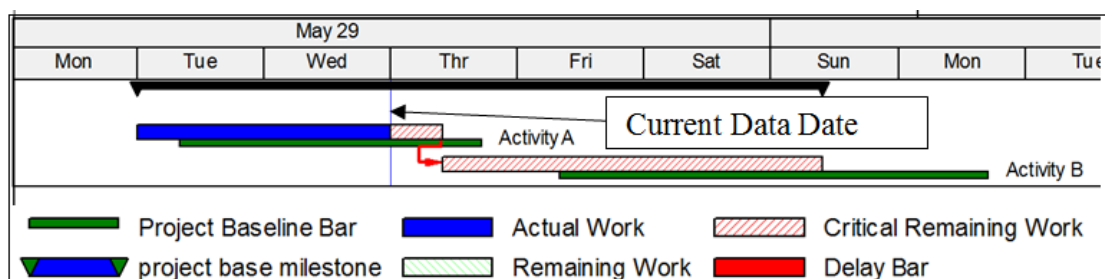 May 29
Mon Tue Wed Thr Fri Sat Sun Mon Tue
Current Data Date
Activity A
Activity B
Project Baseline Bar Actual Work Critical Remaining Work
project base milestone Remaining Work Delay Bar